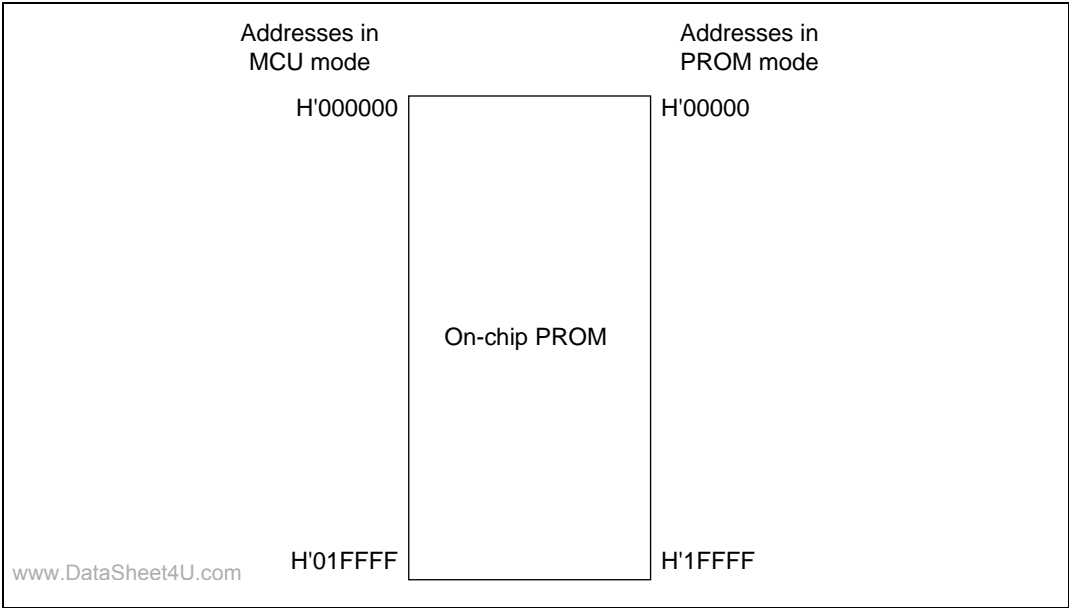 Addresses in
MCU mode
Addresses in
PROM mode
H'000000
H'00000
On-chip PROM
H'01FFFF
H'1FFFF
www.DataSheet4U.com